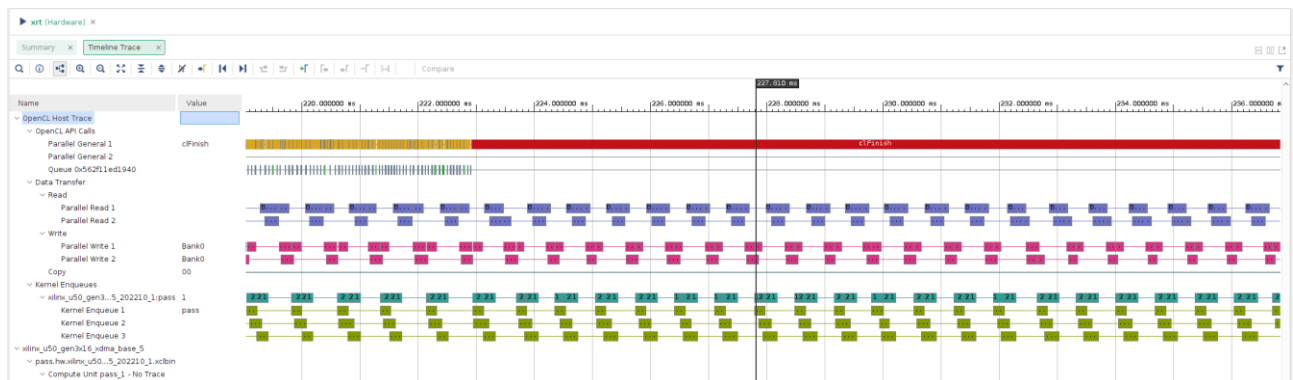 xrt (Hardware) ×
Summary × Timeline Trace ×
Compare
227.810 ms
Name Value 220.000000 ms 222.000000 ms 224.000000 ms 226.000000 ms 228.000000 ms 230.000000 ms 232.000000 ms 234.000000 ms 236.000000 m
OpenCL Host Trace
OpenCL API Calls
Parallel General 1 clFinish clFinish
Parallel General 2
Queue 0x562f11ed1940
Data Transfer
Read
Parallel Read 1
Parallel Read 2
Write
Parallel Write 1 Bank0
Parallel Write 2 Bank0
Copy 00
Kernel Enqueues
xilinx_u50_gen3...5_202210_1:pass 1
Kernel Enqueue 1 pass
Kernel Enqueue 2
Kernel Enqueue 3
xilinx_u50_gen3x16_xdma_base_5
pass.hw.xilinx_u50...5_202210_1.xclbin
Compute Unit pass_1 - No Trace